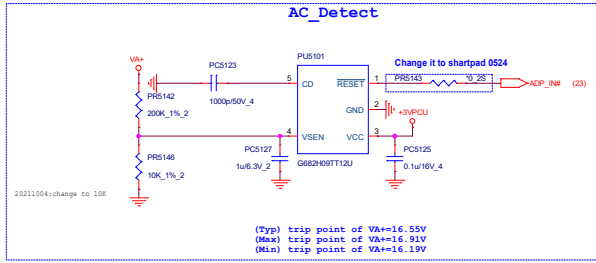 AC_Detect
VA+
PC5123
1000p/50V_4
PU5101
Change it to shartpad 0524
5
CD
RESET
1
PR5143
*0_2S
ADP_IN#
(23)
PR5142
200K_1%_2
GND
2
+3VPCU
4
VSEN
VCC
3
PR5146
10K_1%_2
PC5127
1u/6.3V_2
G682H09TT12U
PC5125
0.1u/16V_4
20211004:change to 10K
(Typ) trip point of VA+=16.55V
(Max) trip point of VA+=16.91V
(Min) trip point of VA+=16.19V